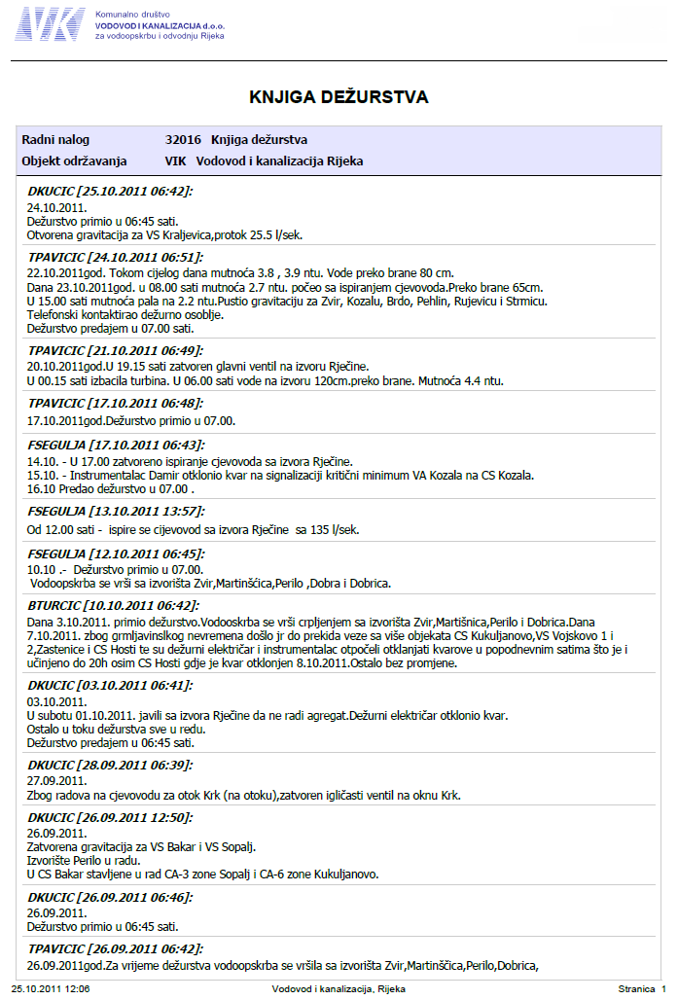 VIK
Komunalno društvo
VODOVOD I KANALIZACIJA d.o.o.
za vodoopskrbu i odvodnju Rijeka
KNJIGA DEŽURSTVA
Radni nalog 32016 Knjiga dežurstva
Objekt održavanja VIK Vodovod i kanalizacija Rijeka
DKUCIC [25.10.2011 06:42]:
24.10.2011.
Dežurstvo primio u 06:45 sati.
Otvorena gravitacija za VS Kraljevica,protok 25.5 l/sek.
TPAVICIC [24.10.2011 06:51]:
22.10.2011god. Tokom cijelog dana mutnoća 3.8 , 3.9 ntu. Vode preko brane 80 cm.
Dana 23.10.2011god. u 08.00 sati mutnoća 2.7 ntu. počeo sa ispiranjem cjevovoda.Preko brane 65cm.
U 15.00 sati mutnoća pala na 2.2 ntu.Pustio gravitaciju za Zvir, Kozalu, Brdo, Pehlin, Rujevicu i Strmicu.
Telefonski kontaktirao dežurno osoblje.
Dežurstvo predajem u 07.00 sati.
TPAVICIC [21.10.2011 06:49]:
20.10.2011god.U 19.15 sati zatvoren glavni ventil na izvoru Rječine.
U 00.15 sati izbacila turbina. U 06.00 sati vode na izvoru 120cm.preko brane. Mutnoća 4.4 ntu.
TPAVICIC [17.10.2011 06:48]:
17.10.2011god.Dežurstvo primio u 07.00.
FSEGULJA [17.10.2011 06:43]:
14.10. - U 17.00 zatvoreno ispiranje cjevovoda sa izvora Rječine.
15.10. - Instrumentalac Damir otklonio kvar na signalizaciji kritični minimum VA Kozala na CS Kozala.
16.10 Predao dežurstvo u 07.00 .
FSEGULJA [13.10.2011 13:57]:
Od 12.00 sati - ispire se cijevovod sa izvora Rječine sa 135 l/sek.
FSEGULJA [12.10.2011 06:45]:
10.10 .- Dežurstvo primio u 07.00.
Vodoopskrba se vrši sa izvorišta Zvir,Martinšćica,Perilo ,Dobra i Dobrica.
BTURCIC [10.10.2011 06:42]:
Dana 3.10.2011. primio dežurstvo.Vodooskrba se vrši crpljenjem sa izvorišta Zvir,Martišnica,Perilo i Dobrica.Dana
7.10.2011. zbog grmljavinslkog nevremena došlo jr do prekida veze sa više objekata CS Kukuljanovo,VS Vojskovo 1 i
2,Zastenice i CS Hosti te su dežurni električar i instrumentalac otpočeli otklanjati kvarove u popodnevnim satima što je i
učinjeno do 20h osim CS Hosti gdje je kvar otklonjen 8.10.2011.Ostalo bez promjene.
DKUCIC [03.10.2011 06:41]:
03.10.2011.
U subotu 01.10.2011. javili sa izvora Rječine da ne radi agregat.Dežurni električar otklonio kvar.
Ostalo u toku dežurstva sve u redu.
Dežurstvo predajem u 06:45 sati.
DKUCIC [28.09.2011 06:39]:
27.09.2011.
Zbog radova na cjevovodu za otok Krk (na otoku),zatvoren igličasti ventil na oknu Krk.
DKUCIC [26.09.2011 12:50]:
26.09.2011.
Zatvorena gravitacija za VS Bakar i VS Sopalj.
Izvorište Perilo u radu.
U CS Bakar stavljene u rad CA-3 zone Sopalj i CA-6 zone Kukuljanovo.
DKUCIC [26.09.2011 06:46]:
26.09.2011.
Dežurstvo primio u 06:45 sati.
TPAVICIC [26.09.2011 06:42]:
26.09.2011god.Za vrijeme dežurstva vodoopskrba se vršila sa izvorišta Zvir,Martinščica,Perilo,Dobrica,
25.10.2011 12:06 Vodovod i kanalizacija, Rijeka Stranica 1